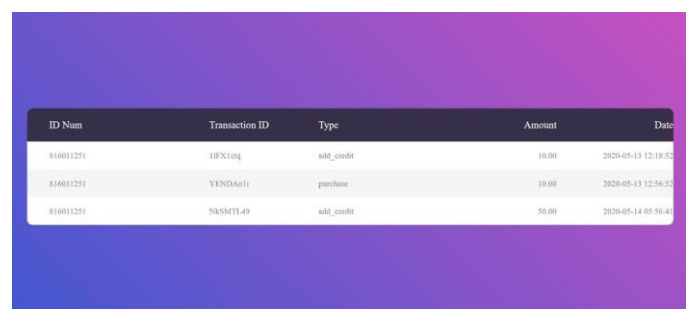 ID Num Transaction ID Type Amount Date
816011251 add_credit 10.00 2020-05-13 12:18:52
816011251 YENDAn1i purchase 10.00 2020-05-13 12:56:52
816011251 NkSMTL49 add_credit 50.00 2020-05-14 05:56:41